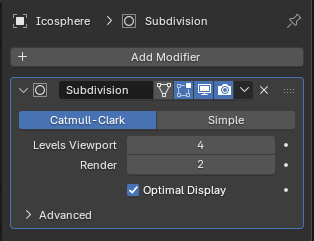 Icosphere > Subdivision
Add Modifier
Subdivision
Catmull-Clark Simple
Levels Viewport 4
Render 2
Optimal Display
Advanced